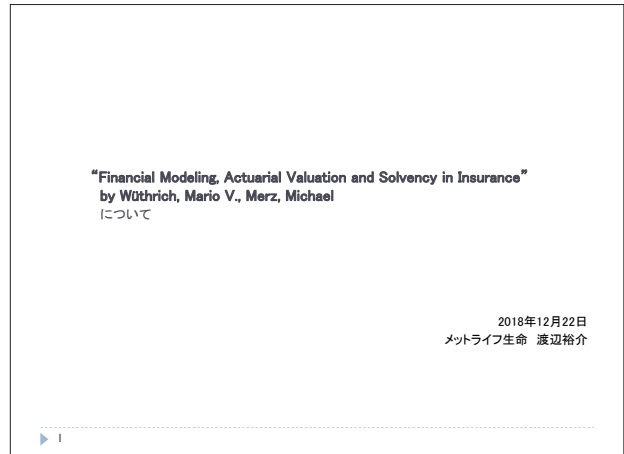 “Financial Modeling, Actuarial Valuation and Solvency in Insurance”
by Wüthrich, Mario V., Merz, Michael
について
2018年12月22日
メットライフ生命 渡辺裕介
1